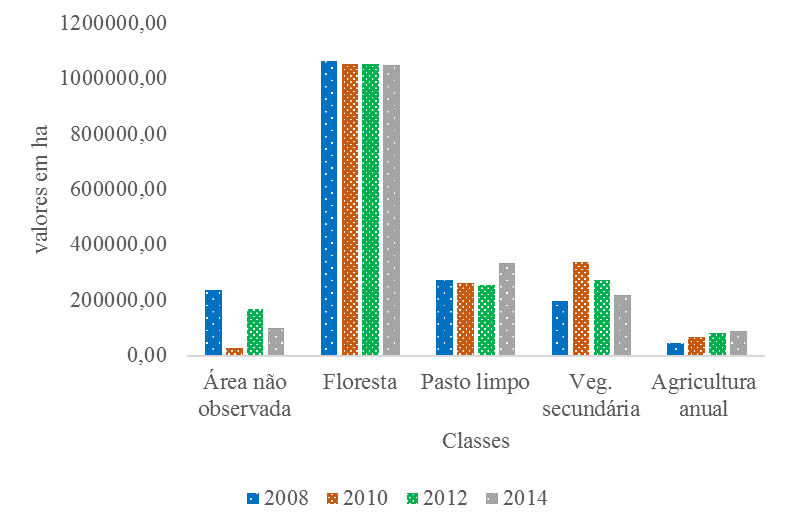 1200000,00
1000000,00
800000,00
600000,00
400000,00
200000,00
0,00
valores em ha
Área não
observada
Floresta
Pasto limpo
Veg.
secundária
Agricultura
anual
Classes
2008
2010
2012
2014